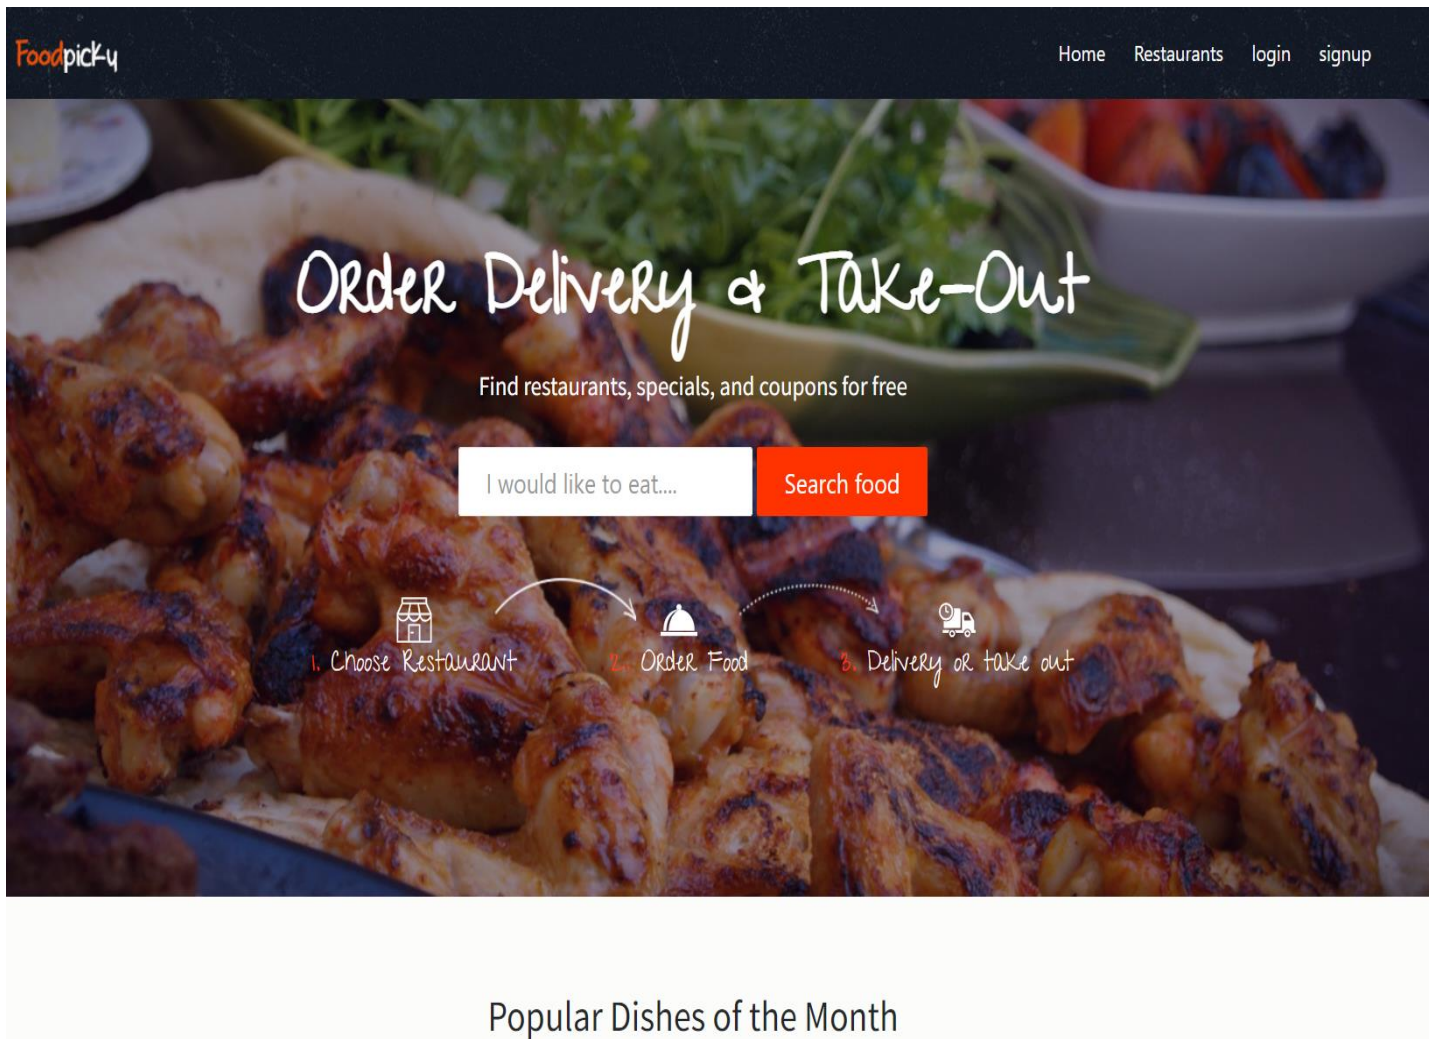 Foodpicky
Home Restaurants login signup
Order Delivery & Take-Out
Find restaurants, specials, and coupons for free
I would like to eat....
Search food
1. Choose Restaurant
2. Order Food
3. Delivery or take out
Popular Dishes of the Month